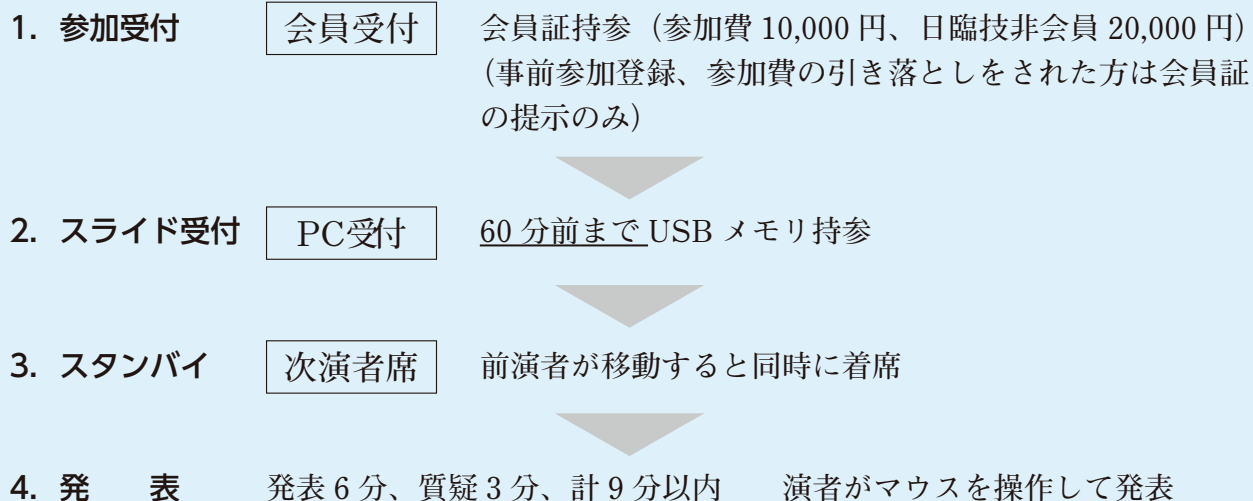 1. 参加受付 会員受付 会員証持参（参加費 10,000 円、日臨技非会員 20,000 円）
（事前参加登録、参加費の引き落としをされた方は会員証
の提示のみ）
2. スライド受付 PC受付 60 分前まで USB メモリ持参
3. スタンバイ 次演者席 前演者が移動すると同時に着席
4. 発　表 発表 6 分、質疑 3 分、計 9 分以内　演者がマウスを操作して発表